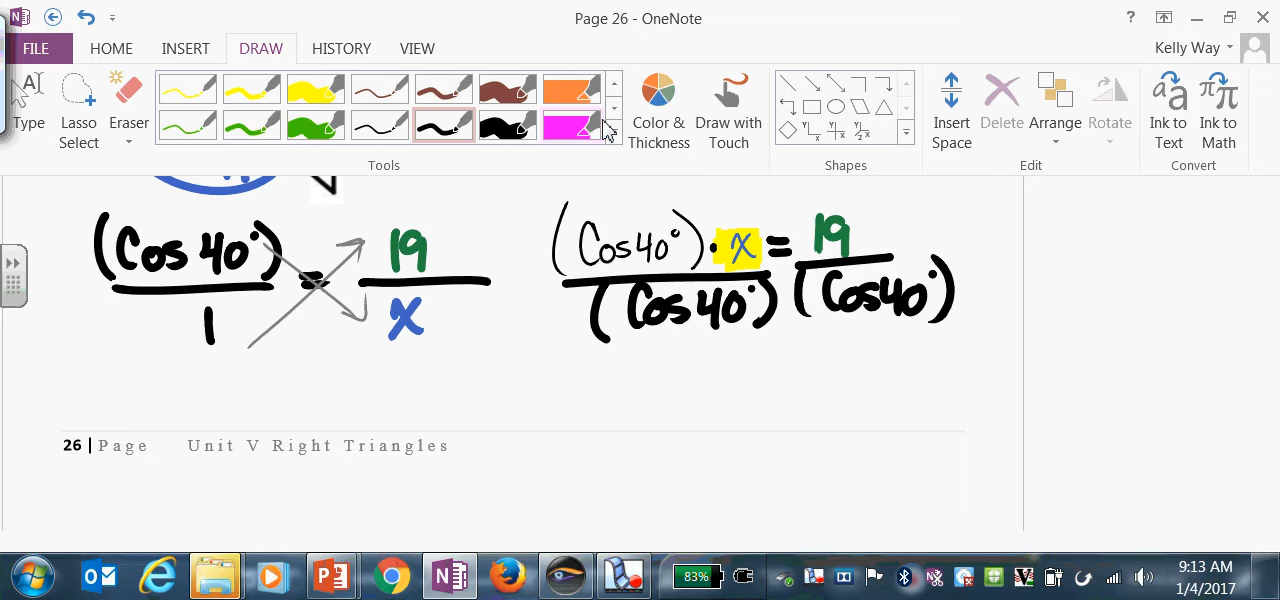 Page 26 - OneNote
FILE HOME INSERT DRAW HISTORY VIEW
Kelly Way
Type
Lasso Select
Eraser
Color & Thickness
Draw with Touch
Insert Space
Delete
Arrange
Rotate
Ink to Text
Ink to Math
Tools
Shapes
Edit
Convert
(Cos 40°) = 19
1 x
(Cos40°) · x = 19
(Cos40°) (Cos40°)
26 | Page Unit V Right Triangles
83%
9:13 AM
1/4/2017